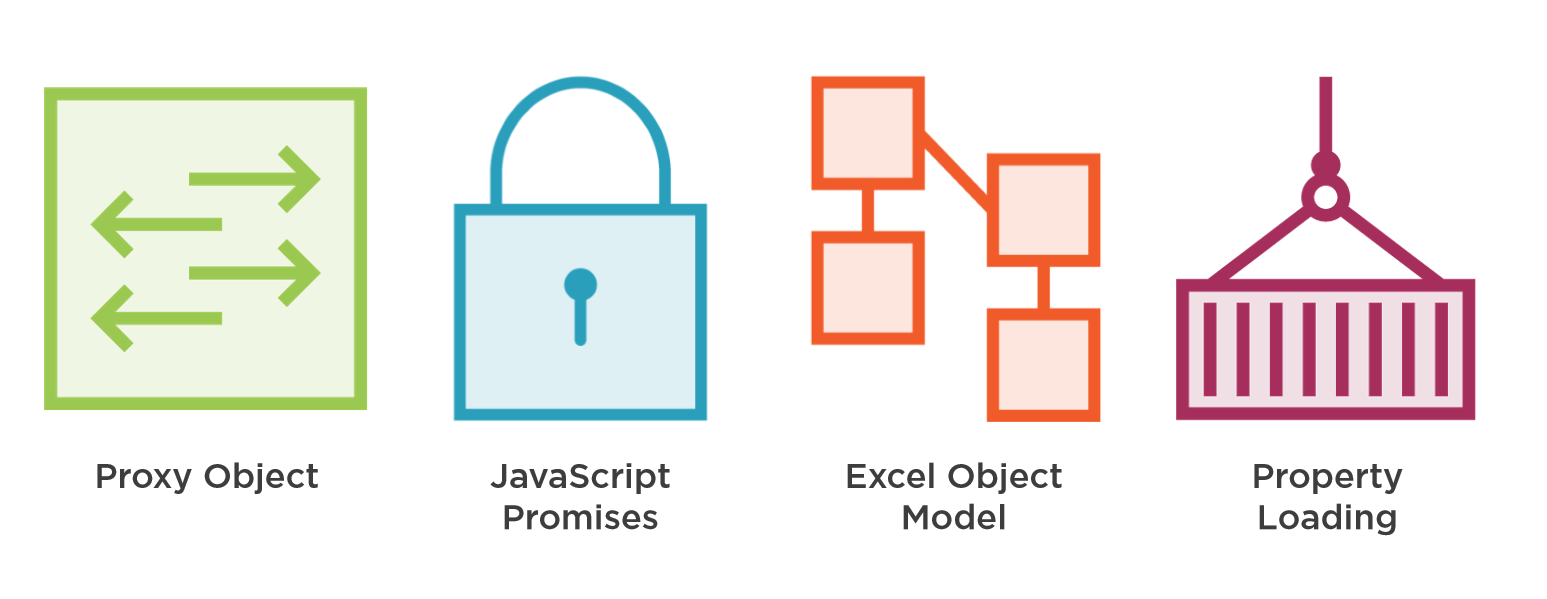 Proxy Object
JavaScript
Promises
Excel Object
Model
Property
Loading